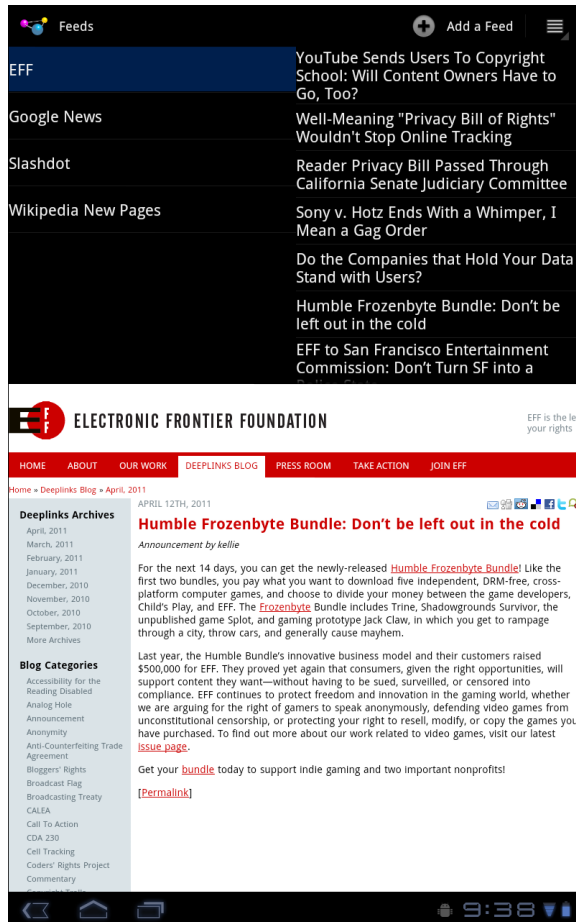 Feeds
Add a Feed
EFF
Google News
Slashdot
Wikipedia New Pages
YouTube Sends Users To Copyright
School: Will Content Owners Have to
Go, Too?
Well-Meaning "Privacy Bill of Rights"
Wouldn't Stop Online Tracking
Reader Privacy Bill Passed Through
California Senate Judiciary Committee
Sony v. Hotz Ends With a Whimper, I
Mean a Gag Order
Do the Companies that Hold Your Data
Stand with Users?
Humble Frozenbyte Bundle: Don’t be
left out in the cold
EFF to San Francisco Entertainment
Commission: Don’t Turn SF into a
EFF
ELECTRONIC FRONTIER FOUNDATION
EFF is the le
your rights
HOME ABOUT OUR WORK DEEPLINKS BLOG PRESS ROOM TAKE ACTION JOIN EFF
Home » Deeplinks Blog » April, 2011
Deeplinks Archives
April, 2011
March, 2011
February, 2011
January, 2011
December, 2010
November, 2010
October, 2010
September, 2010
More Archives
Blog Categories
Accessibility for the
Reading Disabled
Analog Hole
Announcement
Anonymity
Anti-Counterfeiting Trade
Agreement
Bloggers' Rights
Broadcast Flag
Broadcasting Treaty
CALEA
Call To Action
CDA 230
Cell Tracking
Coders' Rights Project
Commentary
APRIL 12TH, 2011
Humble Frozenbyte Bundle: Don’t be left out in the cold
Announcement by kellie
For the next 14 days, you can get the newly-released Humble Frozenbyte Bundle! Like the
first two bundles, you pay what you want to download five independent, DRM-free, cross-
platform computer games, and choose to divide your money between the game developers,
Child’s Play, and EFF. The Frozenbyte Bundle includes Trine, Shadowgrounds Survivor, the
unpublished game Splot, and gaming prototype Jack Claw, in which you get to rampage
through a city, throw cars, and generally cause mayhem.
Last year, the Humble Bundle’s innovative business model and their customers raised
$500,000 for EFF. They proved yet again that consumers, given the right opportunities, will
support content they want—without having to be sued, surveilled, or censored into
compliance. EFF continues to protect freedom and innovation in the gaming world, whether
we are arguing for the right of gamers to speak anonymously, defending video games from
unconstitutional censorship, or protecting your right to resell, modify, or copy the games you
have purchased. To find out more about our work related to video games, visit our latest
issue page.
Get your bundle today to support indie gaming and two important nonprofits!
[Permalink]
9:38